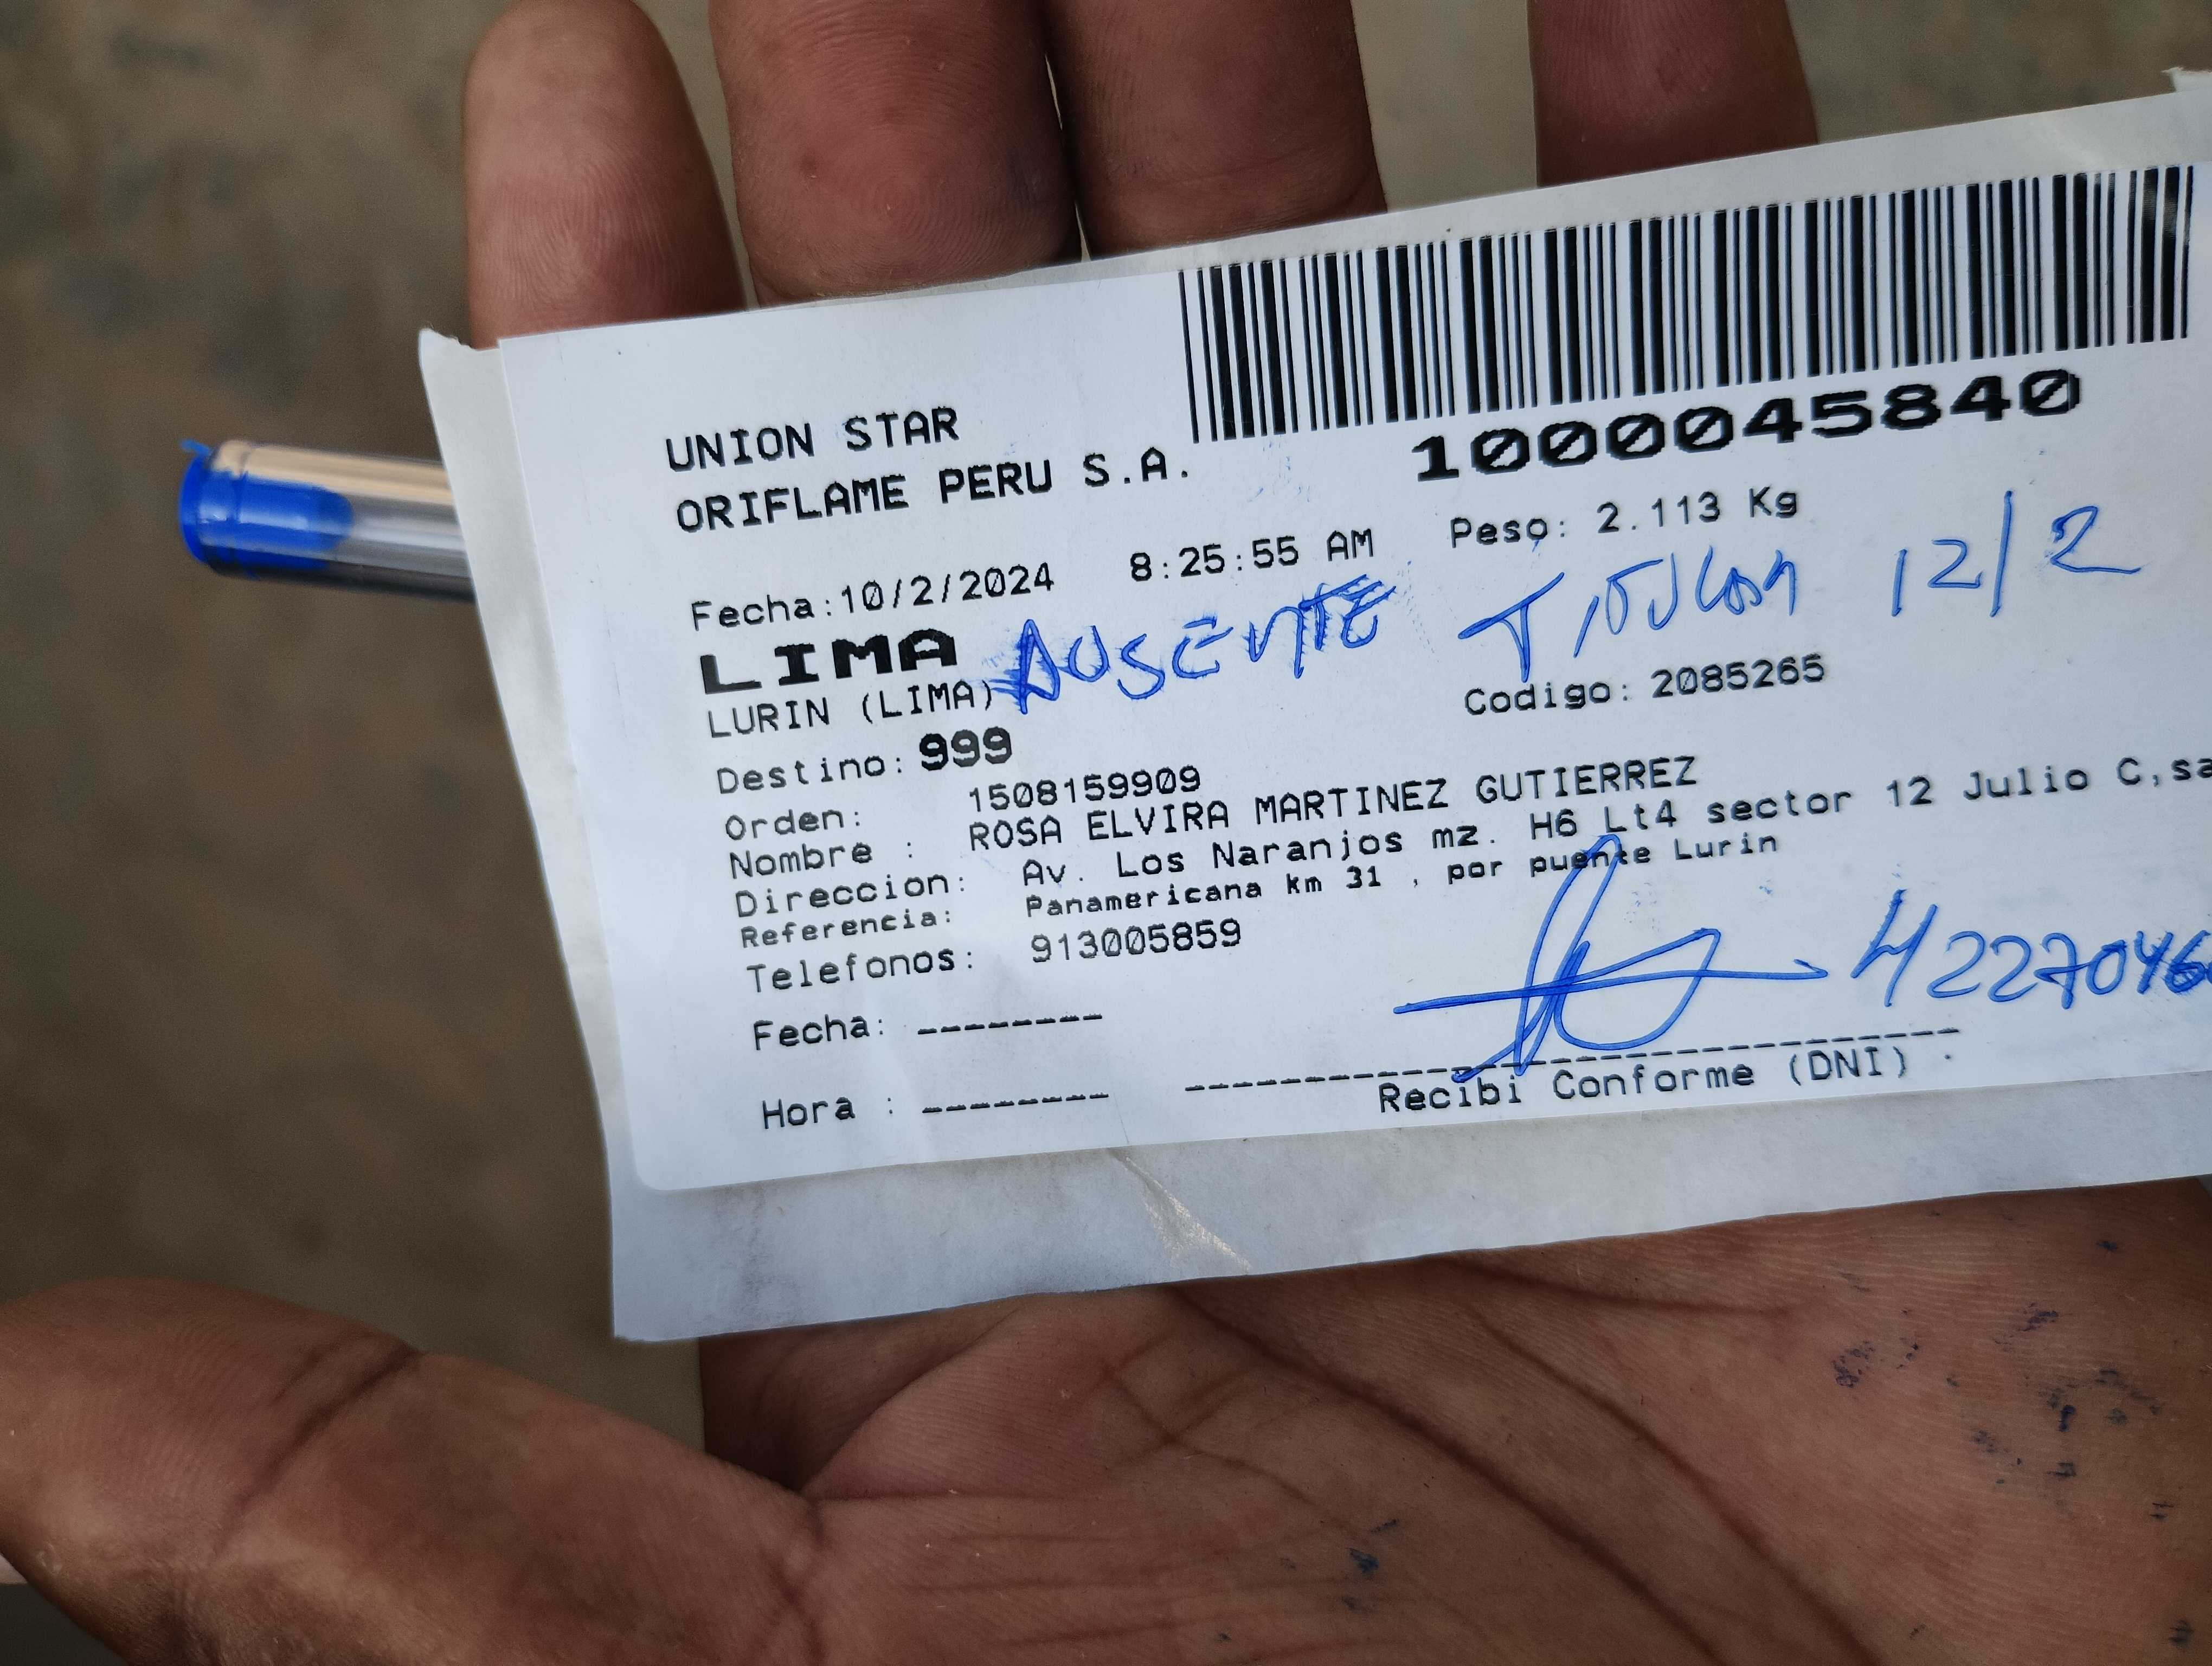 1000045840
UNION STAR
ORIFLAME PERU S.A.
Peso: 2.113 Kg
Fecha:10/2/2024 8:25:55 AM
LIMA AUSENTE 12/2
LURIN (LIMA)
Codigo: 2085265
Destino: 999
Orden: 1508159909
Nombre : ROSA ELVIRA MARTINEZ GUTIERREZ
Direccion: Av. Los Naranjos mz. H6 Lt4 sector 12 Julio C,sa
Referencia: Panamericana km 31 , por puente Lurin
Telefonos: 913005859
Fecha: --------
Hora : --------
Recibi Conforme (DNI) .